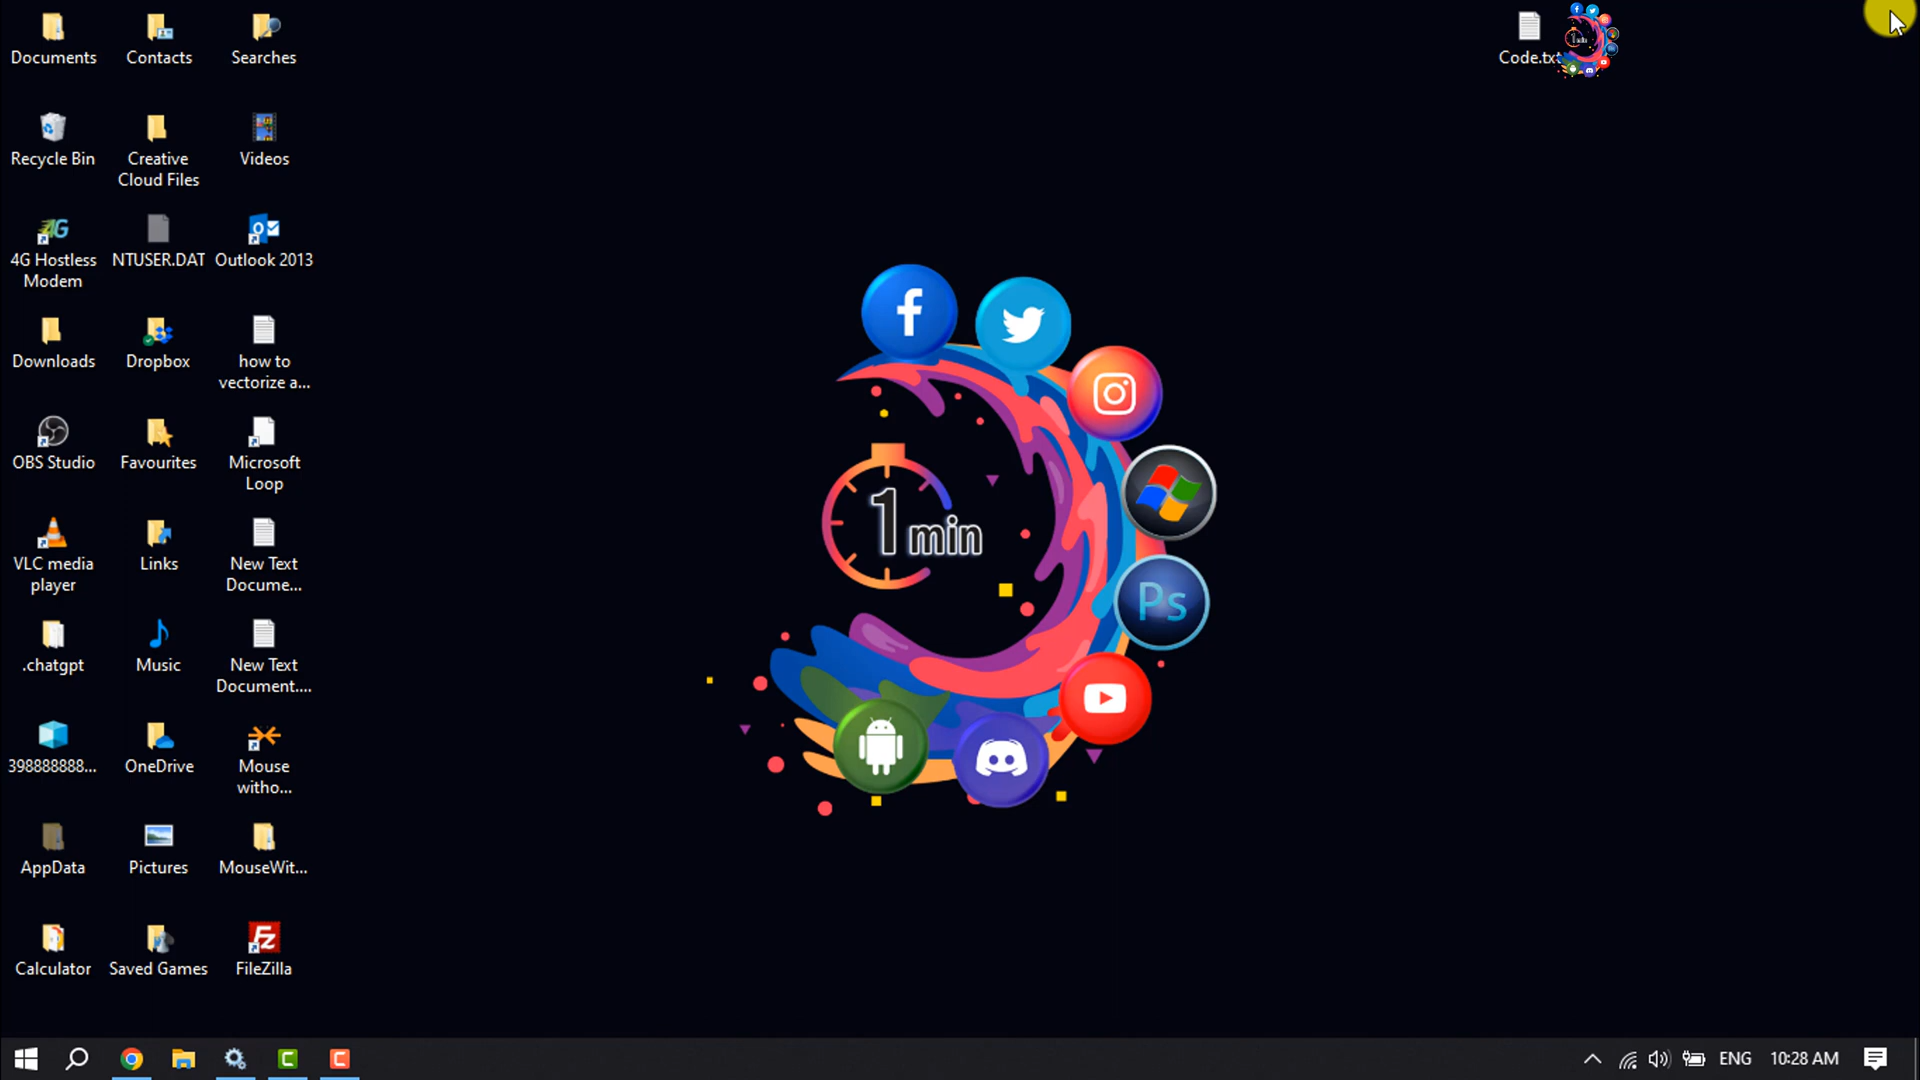 Documents
Contacts
Searches
Code.txt
Recycle Bin
Creative
Cloud Files
Videos
4G Hostless
Modem
NTUSER.DAT
Outlook 2013
Downloads
Dropbox
how to
vectorize a...
OBS Studio
Favourites
Microsoft
Loop
VLC media
player
Links
New Text
Docume...
.chatgpt
Music
New Text
Document....
398888888...
OneDrive
Mouse
witho...
AppData
Pictures
MouseWit...
Calculator
Saved Games
FileZilla
1 min
Ps
ENG
10:28 AM